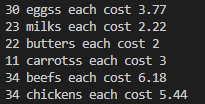 30 eggss each cost 3.77
23 milks each cost 2.22
22 butters each cost 2
11 carrotss each cost 3
34 beefs each cost 6.18
34 chickens each cost 5.44